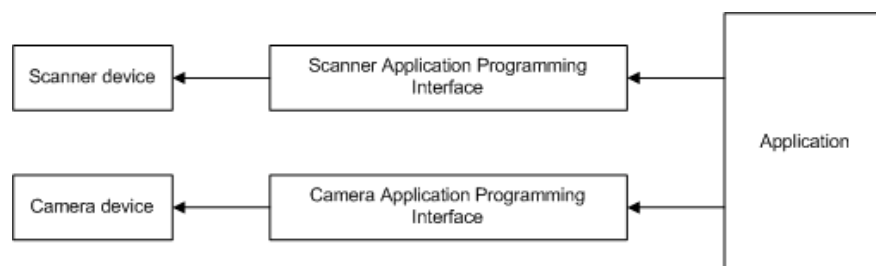 Scanner device
Scanner Application Programming
Interface
Application
Camera device
Camera Application Programming
Interface